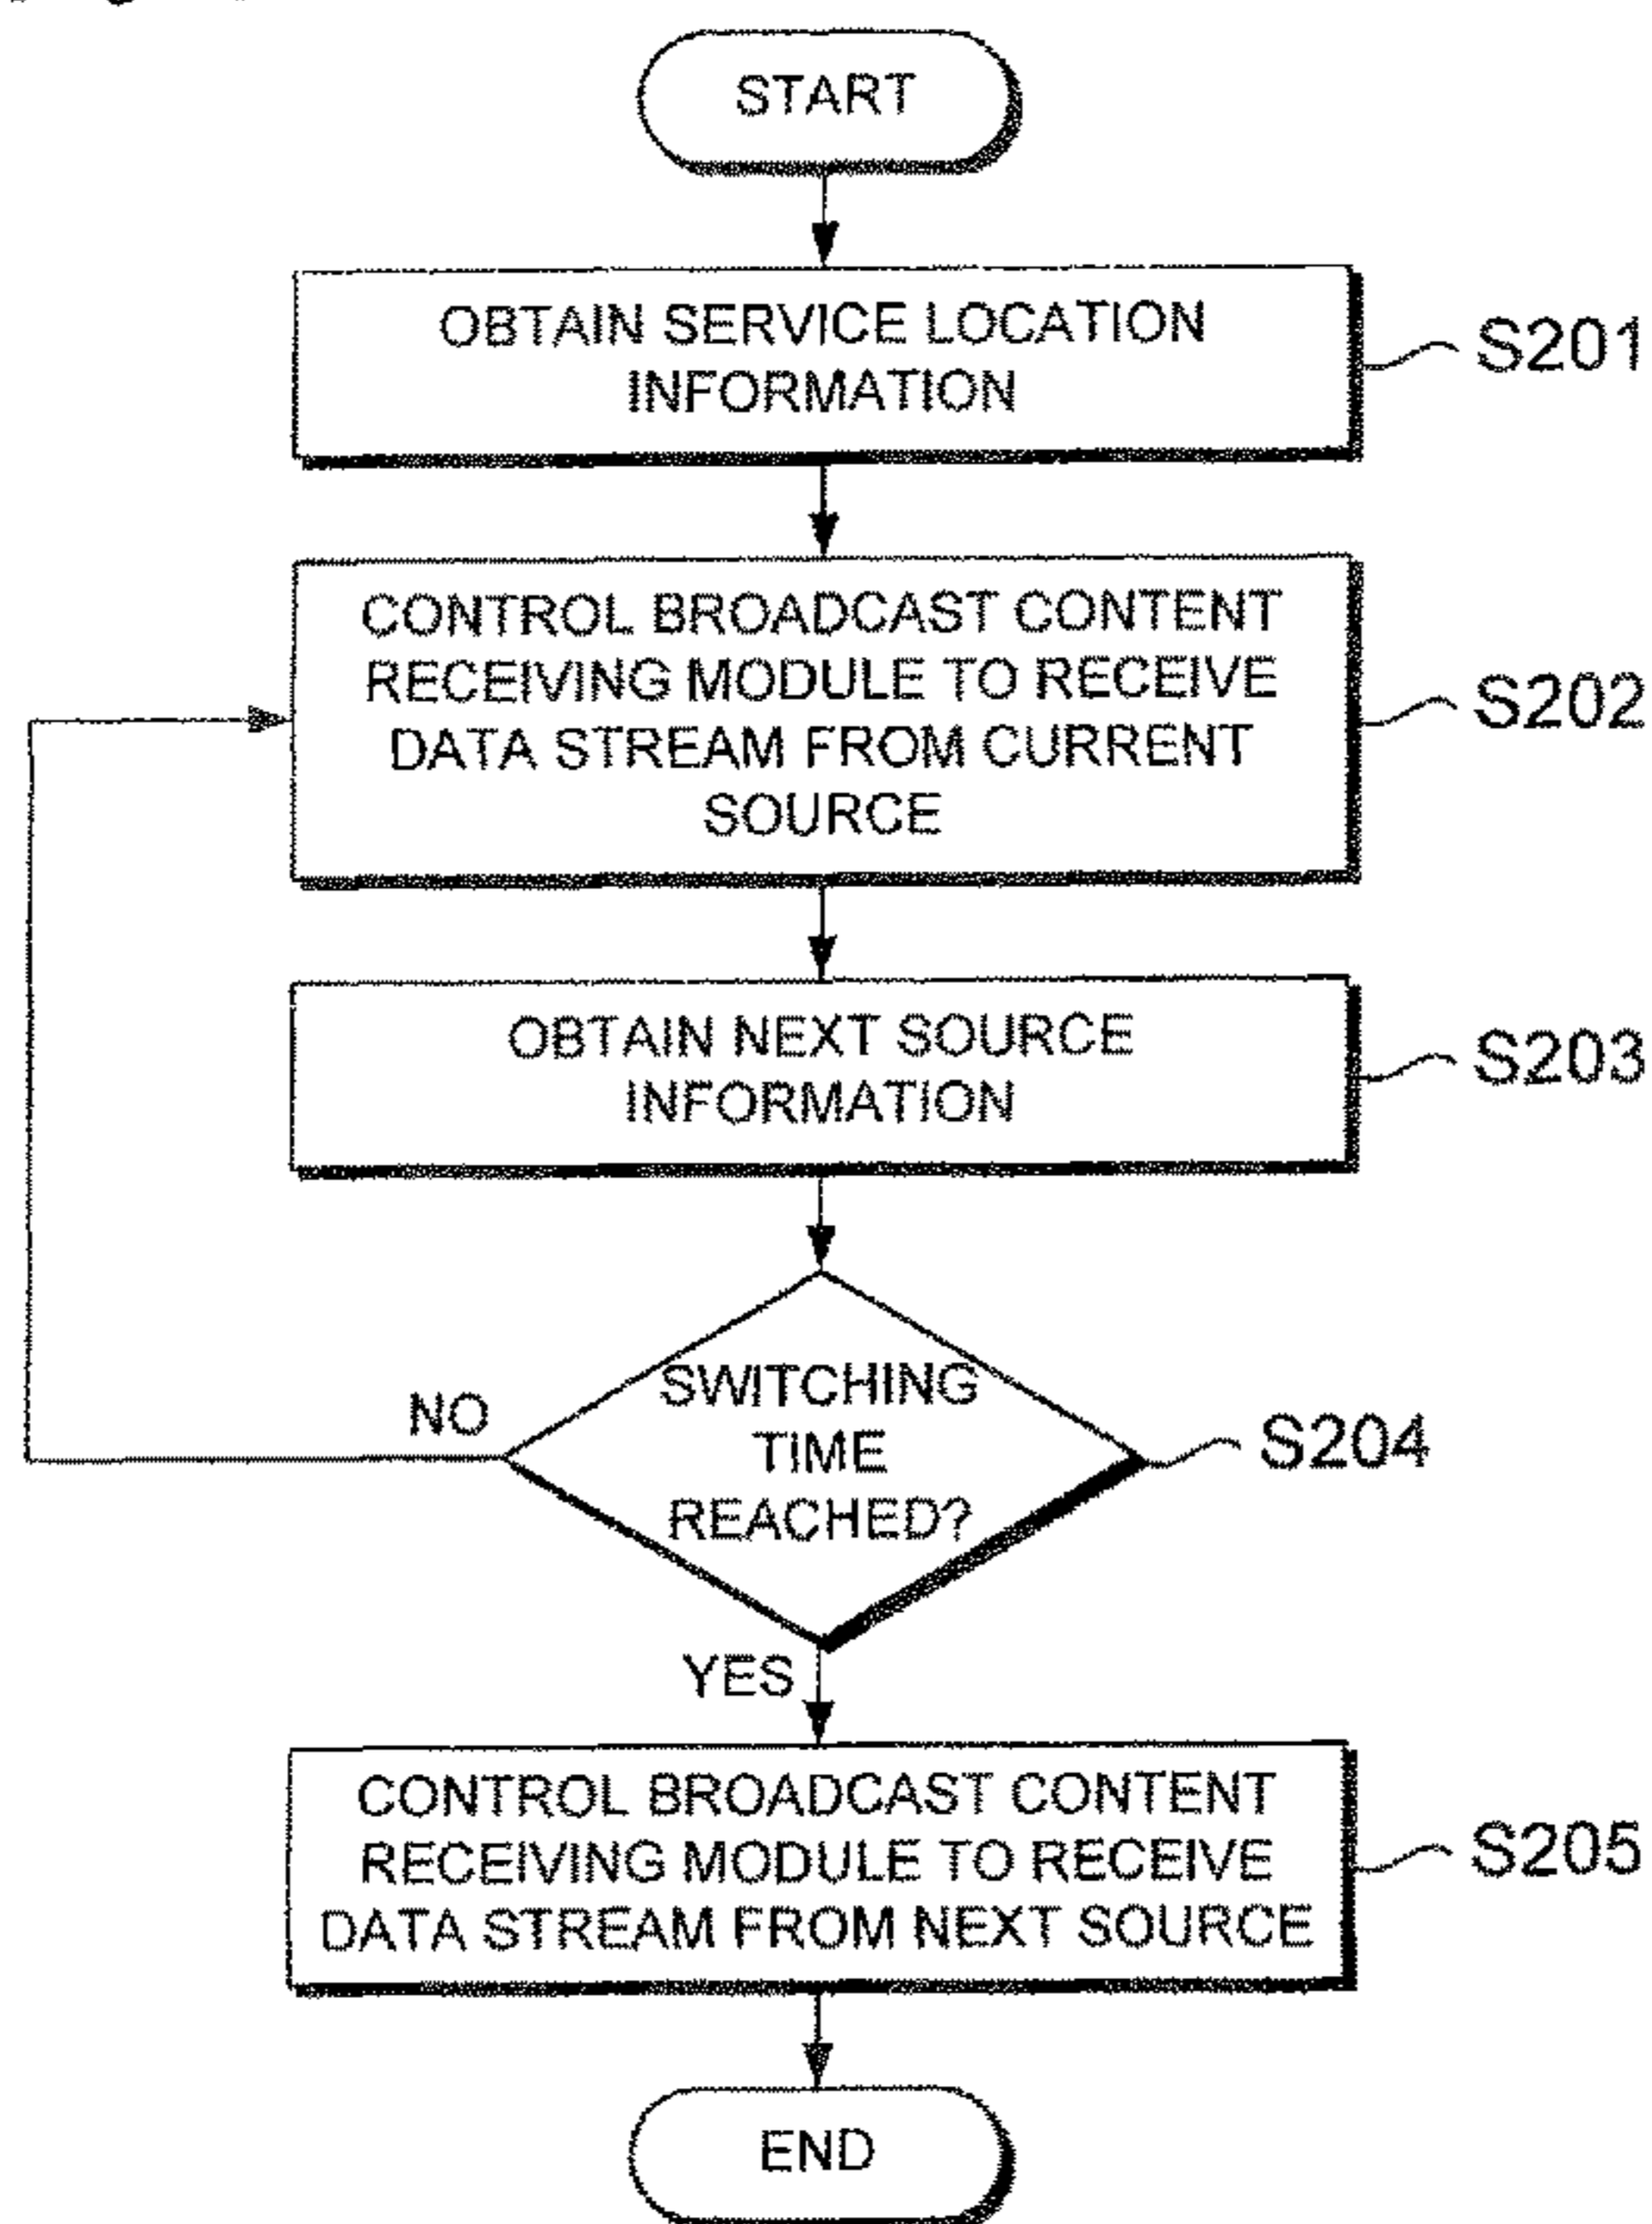 START
OBTAIN SERVICE LOCATION
INFORMATION
S201
CONTROL BROADCAST CONTENT
RECEIVING MODULE TO RECEIVE
DATA STREAM FROM CURRENT
SOURCE
S202
OBTAIN NEXT SOURCE
INFORMATION
S203
SWITCHING
TIME
REACHED?
S204
NO
YES
CONTROL BROADCAST CONTENT
RECEIVING MODULE TO RECEIVE
DATA STREAM FROM NEXT SOURCE
S205
END